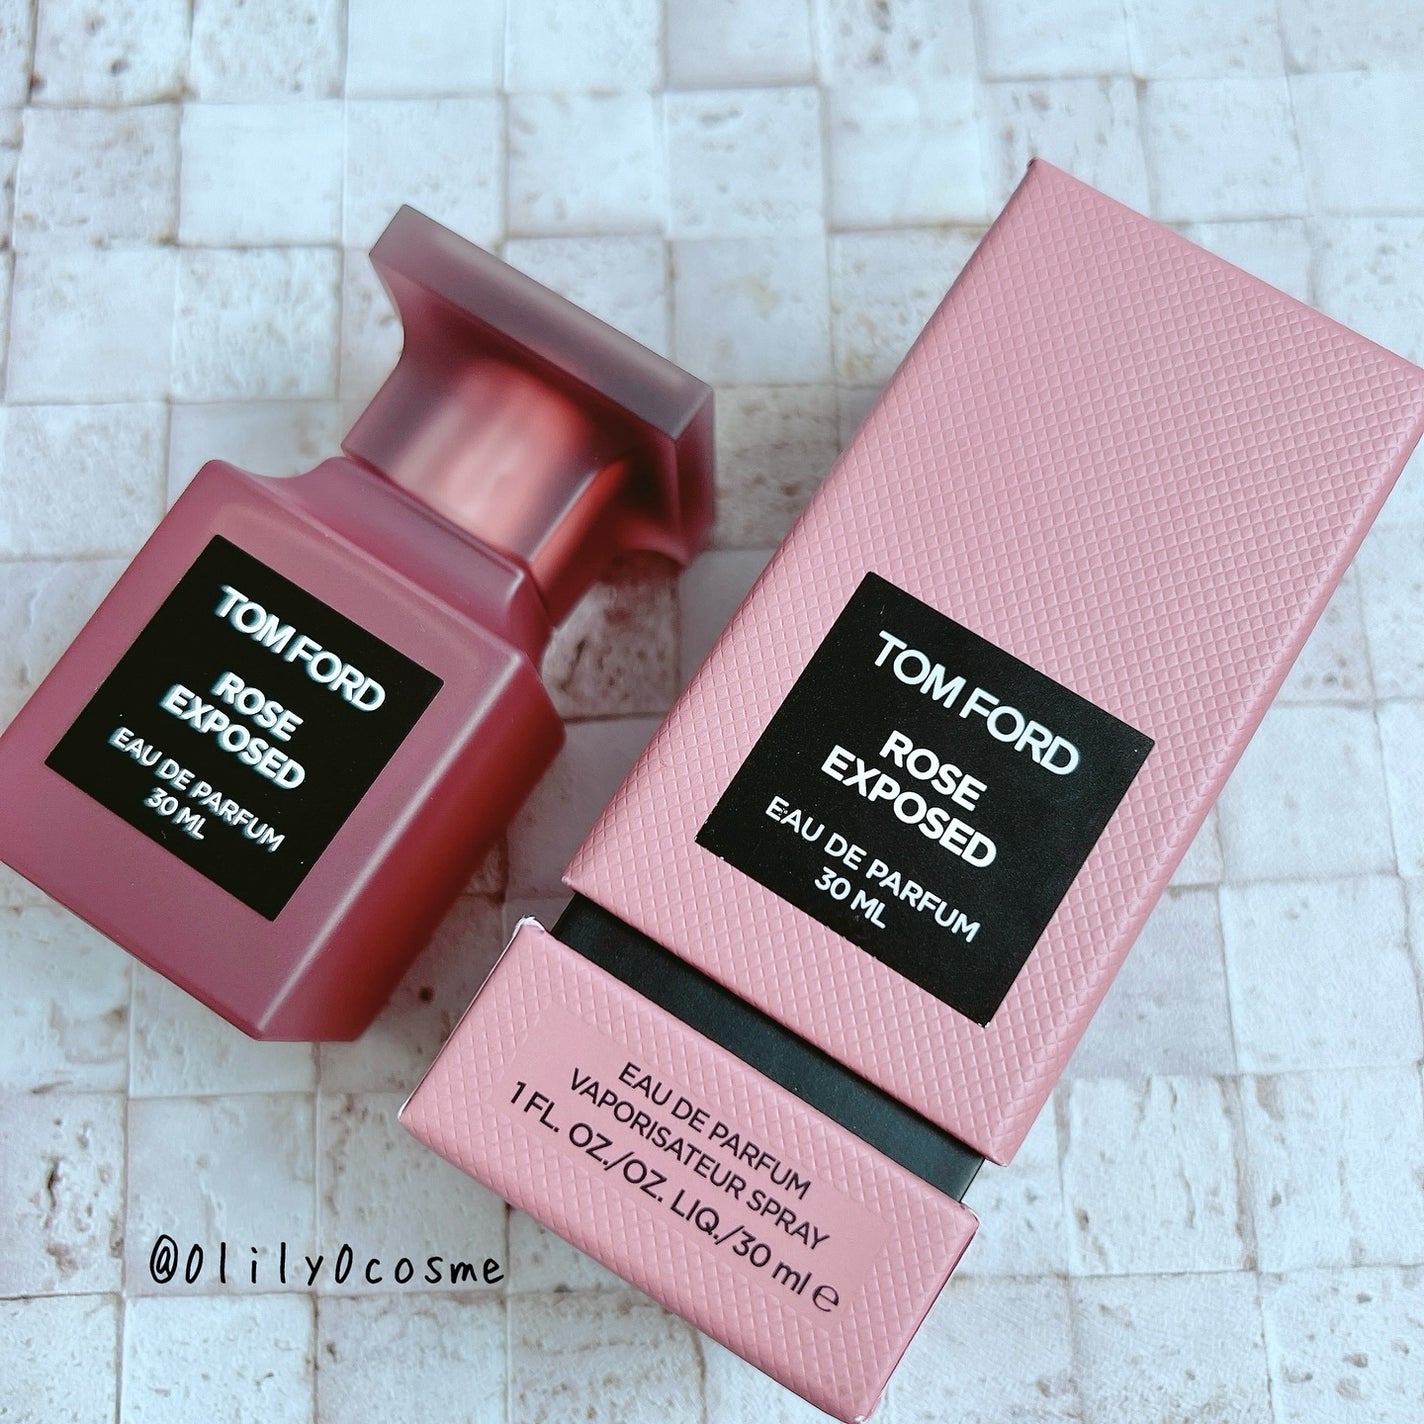 TOM FORD
ROSE
EXPOSED
EAU DE PARFUM
30 ML
TOM FORD
ROSE
EXPOSED
EAU DE PARFUM
30 ML
EAU DE PARFUM
VAPORISATEUR SPRAY
1 FL. OZ./OZ. LIQ./30 ml ℮
@0lily0cosme